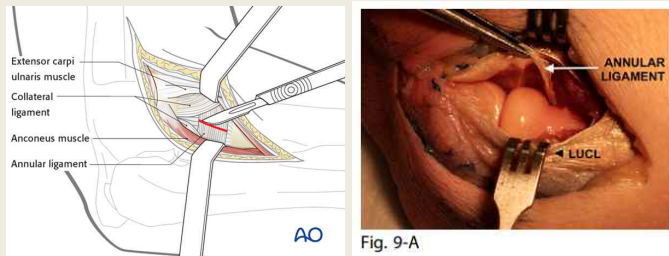 Extensor carpi
ulnaris muscle
Collateral
ligament
Anconeus muscle
Annular ligament
AO
ANNULAR
LIGAMENT
LUCL
Fig. 9-A